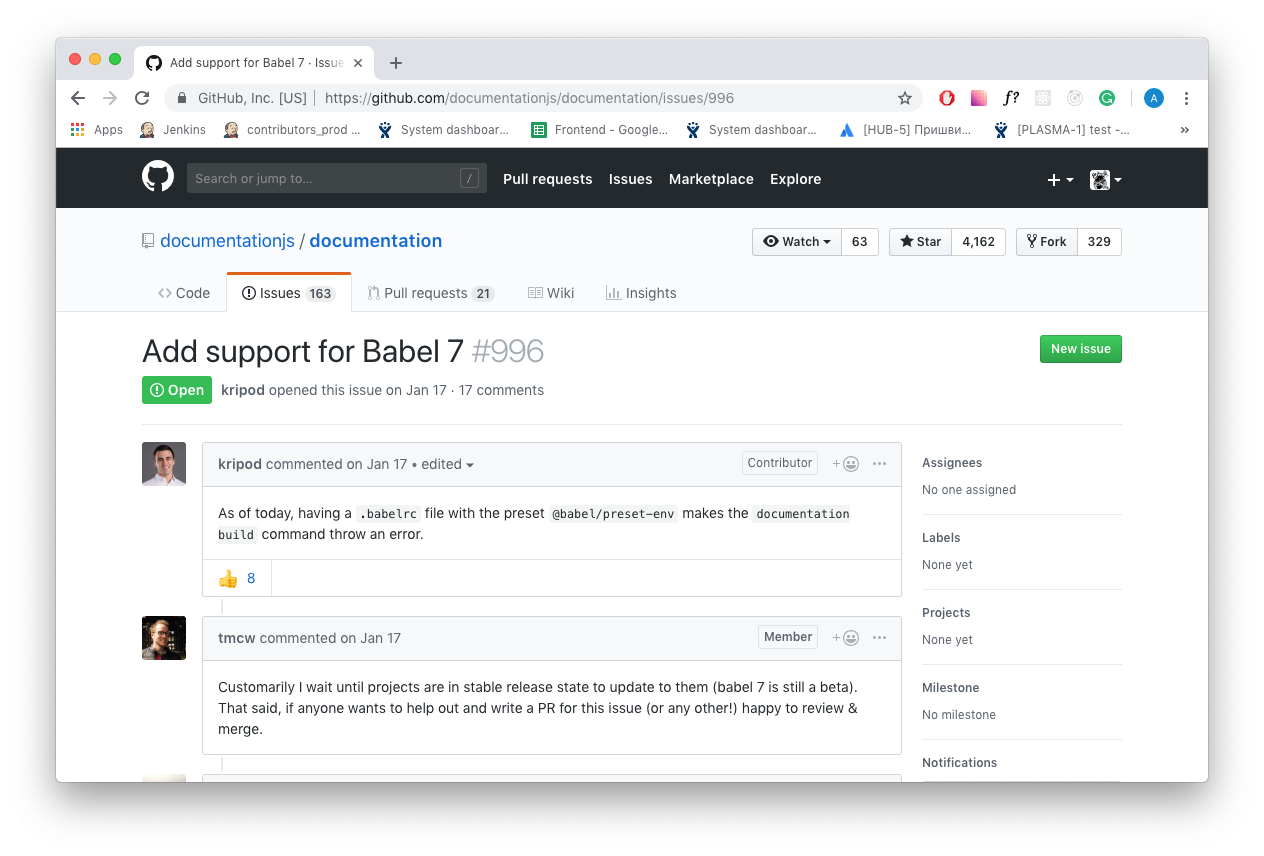 Add support for Babel 7 · Issue
GitHub, Inc. [US] https://github.com/documentationjs/documentation/issues/996
f?
A
Apps Jenkins contributors_prod ... System dashboar... Frontend - Google... System dashboar... [HUB-5] Пришви... [PLASMA-1] test -... »
Search or jump to... / Pull requests Issues Marketplace Explore
documentationjs / documentation
Watch 63 Star 4,162 Fork 329
Code Issues 163 Pull requests 21 Wiki Insights
Add support for Babel 7 #996
New issue
Open kripod opened this issue on Jan 17 · 17 comments
kripod commented on Jan 17 • edited Contributor
As of today, having a .babelrc file with the preset @babel/preset-env makes the documentation
build command throw an error.
8
tmcw commented on Jan 17 Member
Customarily I wait until projects are in stable release state to update to them (babel 7 is still a beta).
That said, if anyone wants to help out and write a PR for this issue (or any other!) happy to review &
merge.
Assignees
No one assigned
Labels
None yet
Projects
None yet
Milestone
No milestone
Notifications